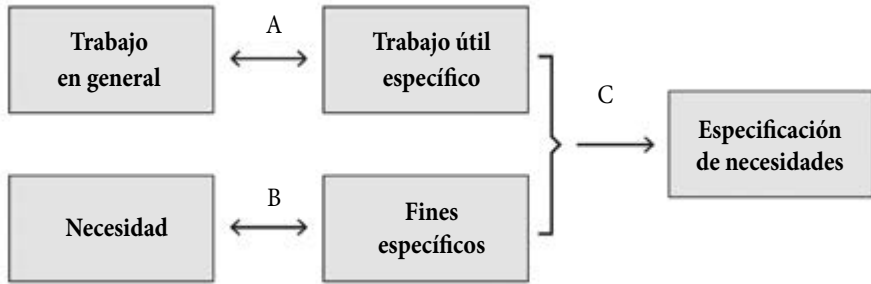 Trabajo
en general
A
Trabajo útil
específico
C
Especificación
de necesidades
Necesidad
B
Fines
específicos